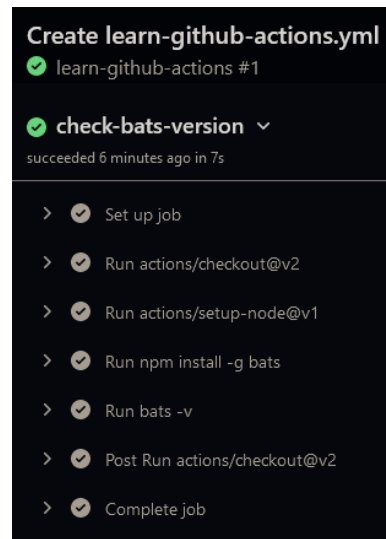 Create learn-github-actions.yml
learn-github-actions #1
check-bats-version
succeeded 6 minutes ago in 7s
Set up job
Run actions/checkout@v2
Run actions/setup-node@v1
Run npm install -g bats
Run bats -v
Post Run actions/checkout@v2
Complete job